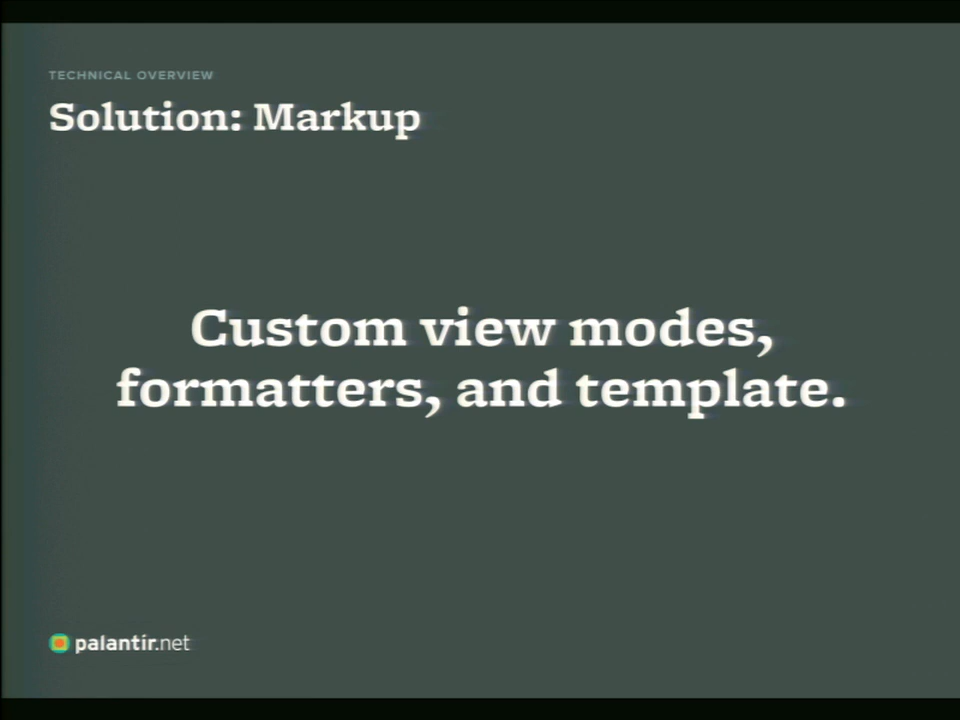 TECHNICAL OVERVIEW
Solution: Markup
Custom view modes,
formatters, and template.
palantir.net